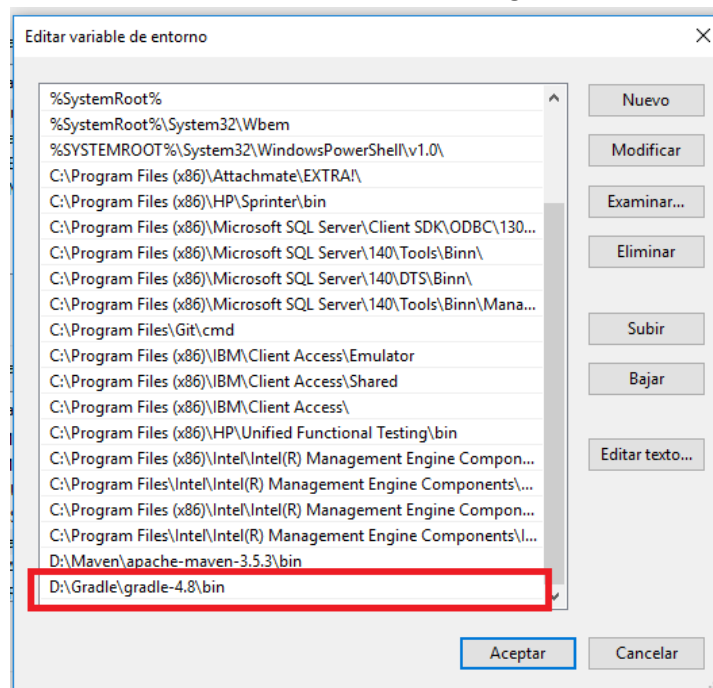 Editar variable de entorno
%SystemRoot%
%SystemRoot%\System32\Wbem
%SYSTEMROOT%\System32\WindowsPowerShell\v1.0\
C:\Program Files (x86)\Attachmate\EXTRA!\
C:\Program Files (x86)\HP\Sprinter\bin
C:\Program Files (x86)\Microsoft SQL Server\Client SDK\ODBC\130...
C:\Program Files (x86)\Microsoft SQL Server\140\Tools\Binn\
C:\Program Files (x86)\Microsoft SQL Server\140\DTS\Binn\
C:\Program Files (x86)\Microsoft SQL Server\140\Tools\Binn\Mana...
C:\Program Files\Git\cmd
C:\Program Files (x86)\IBM\Client Access\Emulator
C:\Program Files (x86)\IBM\Client Access\Shared
C:\Program Files (x86)\IBM\Client Access\
C:\Program Files (x86)\HP\Unified Functional Testing\bin
C:\Program Files (x86)\Intel\Intel(R) Management Engine Compon...
C:\Program Files\Intel\Intel(R) Management Engine Components\...
C:\Program Files (x86)\Intel\Intel(R) Management Engine Compon...
C:\Program Files\Intel\Intel(R) Management Engine Components\I...
D:\Maven\apache-maven-3.5.3\bin
D:\Gradle\gradle-4.8\bin
Nuevo
Modificar
Examinar...
Eliminar
Subir
Bajar
Editar texto...
Aceptar
Cancelar